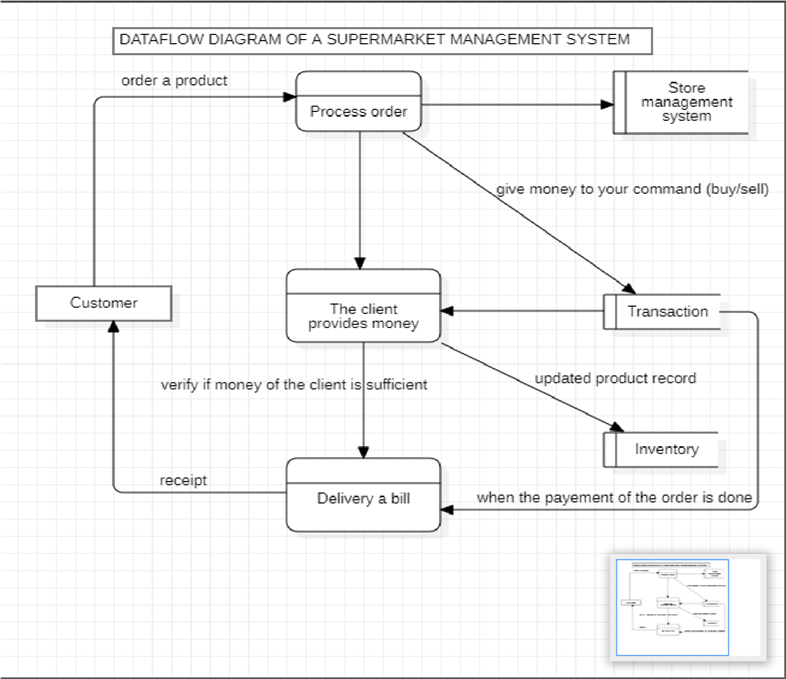 DATAFLOW DIAGRAM OF A SUPERMARKET MANAGEMENT SYSTEM
order a product
Process order
Store
management
system
give money to your command (buy/sell)
Customer
The client
provides money
Transaction
verify if money of the client is sufficient
updated product record
Inventory
receipt
Delivery a bill
when the payement of the order is done